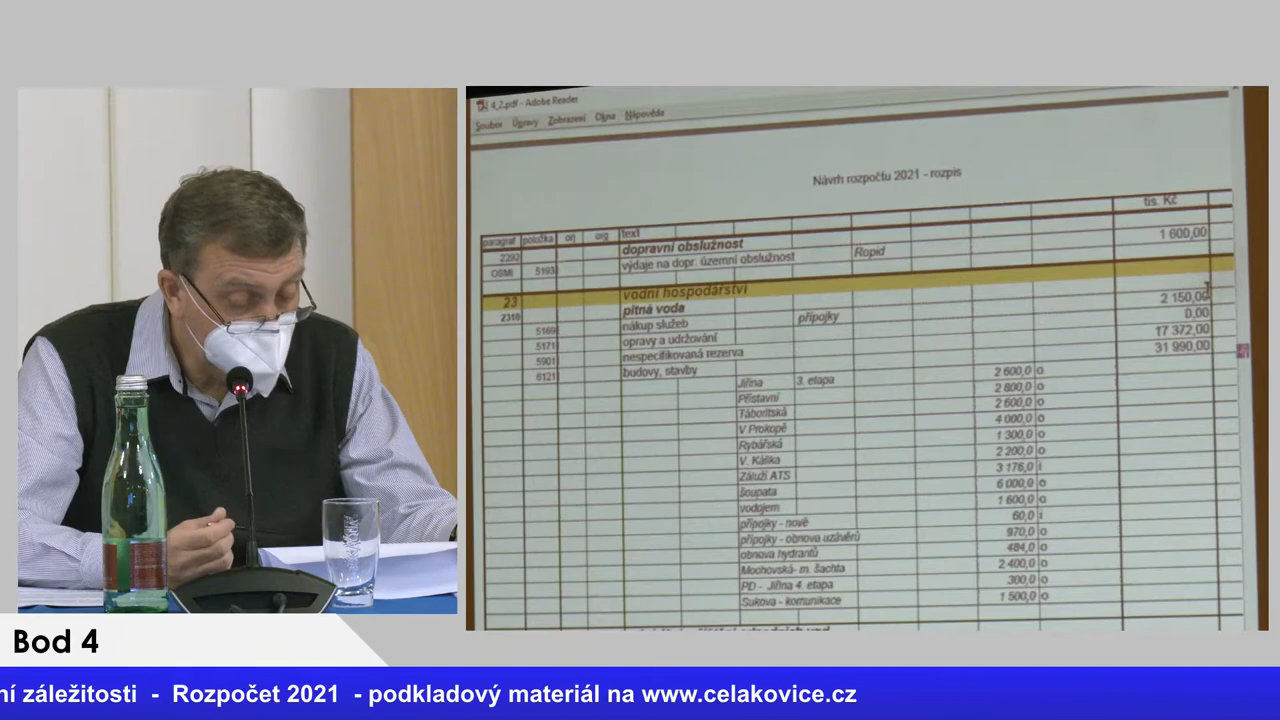 4_2.pdf - Adobe Reader
Soubor Úpravy Zobrazení Okna Nápověda
Návrh rozpočtu 2021 - rozpis
tis. Kč
paragraf položka orj org text
2292 dopravní obslužnost
OSMI 5193 výdaje na dopr. územní obslužnost Ropid 1 600,00
23 vodní hospodářství
2310 pitná voda
5169 nákup služeb přípojky 2 150,00
5171 opravy a udržování 0,00
5901 nespecifikovaná rezerva 17 372,00
6121 budovy, stavby 31 990,00
Jiřina 3. etapa 2 600,0 o
Přístavní 2 800,0 o
Táboritská 2 600,0 o
V Prokopě 4 000,0 o
Rybářská 1 300,0 o
V. Kálika 2 200,0 o
Záluží ATS 3 176,0 i
šoupata 6 000,0 o
vodojem 1 600,0 o
přípojky - nové 60,0 i
přípojky - obnova uzávěrů 970,0 o
obnova hydrantů 484,0 o
Mochovská- m. šachta 2 400,0 o
PD - Jiřina 4. etapa 300,0 o
Sukova - komunikace 1 500,0 o
Bod 4
ní záležitosti - Rozpočet 2021 - podkladový materiál na www.celakovice.cz